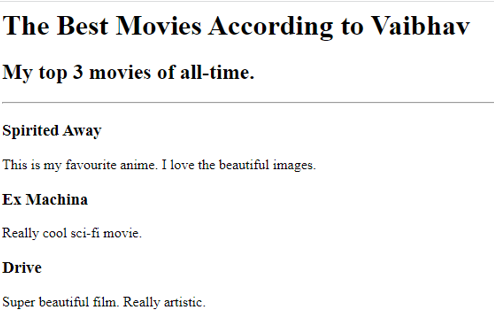 The Best Movies According to Vaibhav
My top 3 movies of all-time.
Spirited Away
This is my favourite anime. I love the beautiful images.
Ex Machina
Really cool sci-fi movie.
Drive
Super beautiful film. Really artistic.